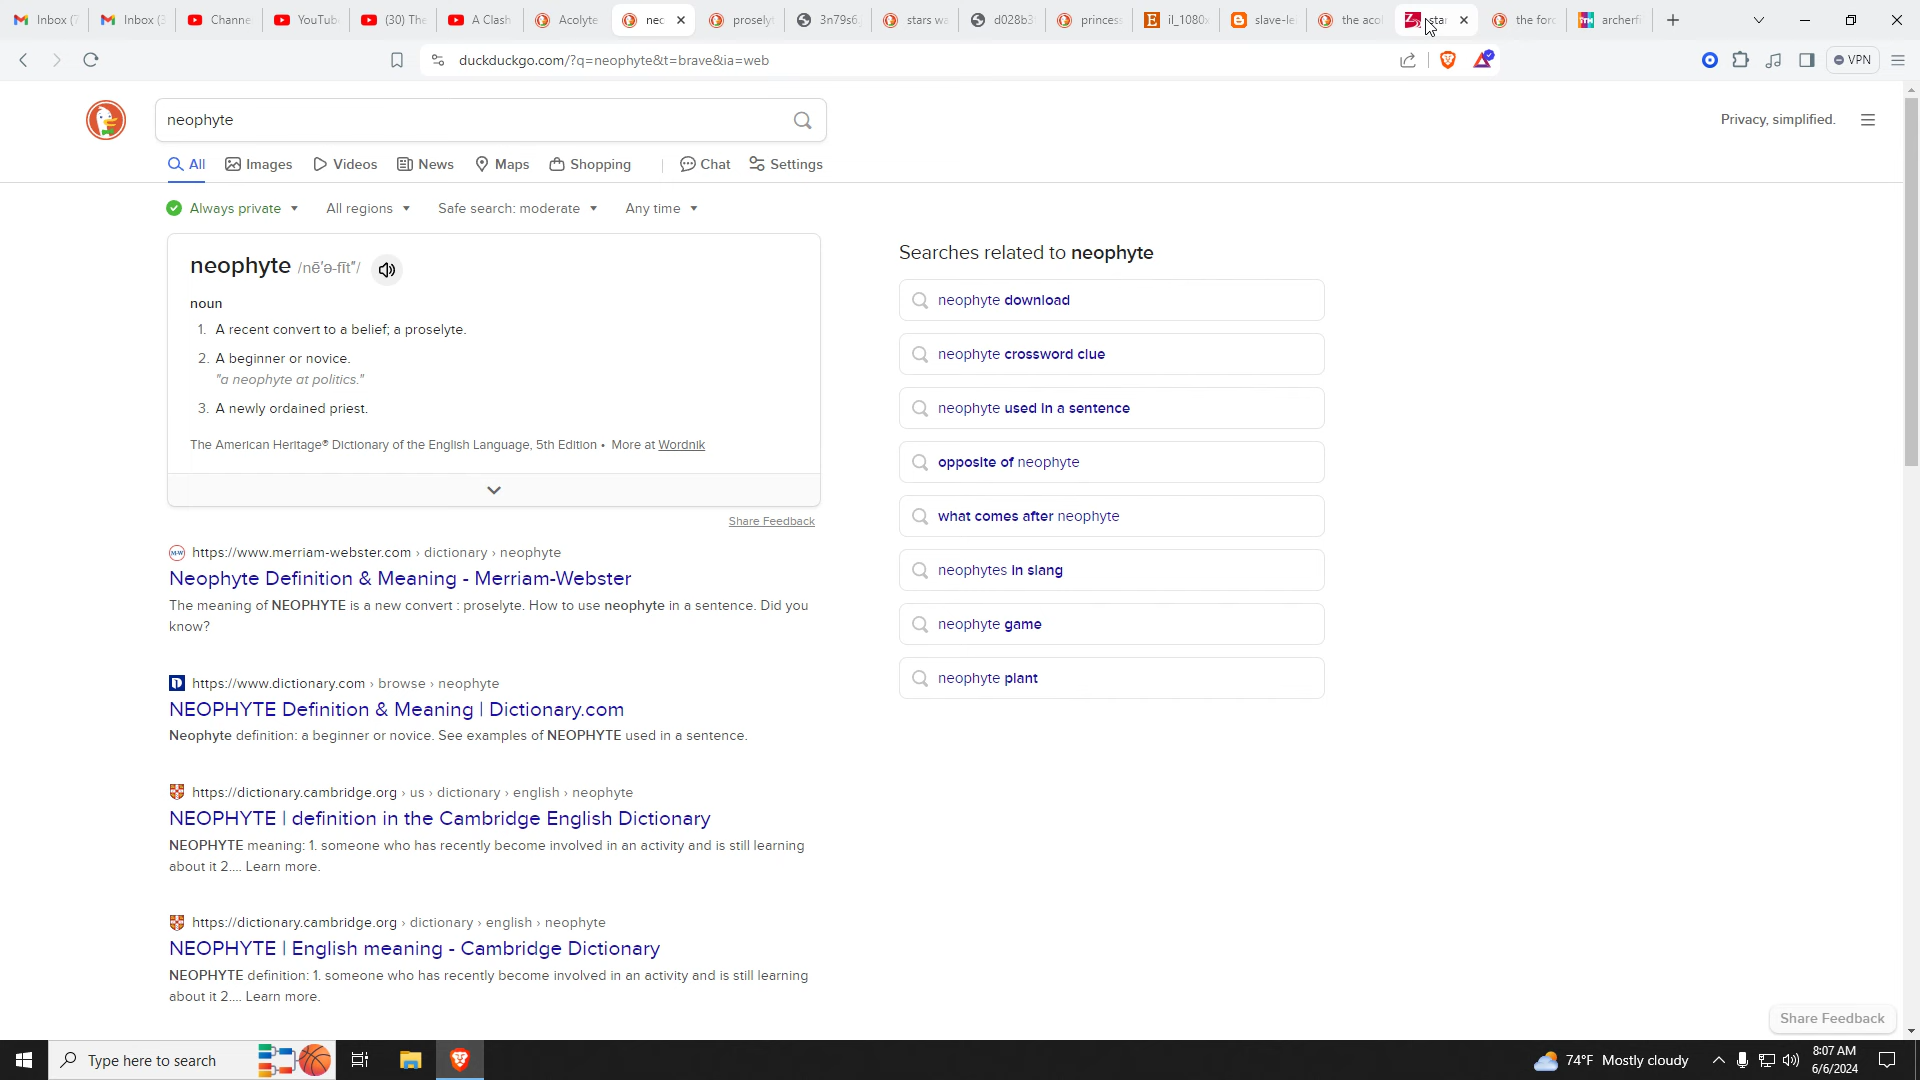 Inbox (7
Inbox (3
Channe
YouTub
(30) The
A Clash
Acolyte
neo
proselyt
3n79s6.
stars wa
d028b3
princess
il_1080x
slave-lei
the acol
star
the forc
archerfi
duckduckgo.com/?q=neophyte&t=brave&ia=web
VPN
neophyte
Privacy, simplified.
All
Images
Videos
News
Maps
Shopping
Chat
Settings
Always private
All regions
Safe search: moderate
Any time
neophyte /nē′ə-fīt″/
noun
1. A recent convert to a belief; a proselyte.
2. A beginner or novice.
"a neophyte at politics."
3. A newly ordained priest.
The American Heritage® Dictionary of the English Language, 5th Edition • More at Wordnik
Share Feedback
https://www.merriam-webster.com › dictionary › neophyte
Neophyte Definition & Meaning - Merriam-Webster
The meaning of NEOPHYTE is a new convert : proselyte. How to use neophyte in a sentence. Did you
know?
https://www.dictionary.com › browse › neophyte
NEOPHYTE Definition & Meaning | Dictionary.com
Neophyte definition: a beginner or novice. See examples of NEOPHYTE used in a sentence.
https://dictionary.cambridge.org › us › dictionary › english › neophyte
NEOPHYTE | definition in the Cambridge English Dictionary
NEOPHYTE meaning: 1. someone who has recently become involved in an activity and is still learning
about it 2.... Learn more.
https://dictionary.cambridge.org › dictionary › english › neophyte
NEOPHYTE | English meaning - Cambridge Dictionary
NEOPHYTE definition: 1. someone who has recently become involved in an activity and is still learning
about it 2.... Learn more.
Searches related to neophyte
neophyte download
neophyte crossword clue
neophyte used in a sentence
opposite of neophyte
what comes after neophyte
neophytes in slang
neophyte game
neophyte plant
Share Feedback
Type here to search
74°F Mostly cloudy
8:07 AM
6/6/2024